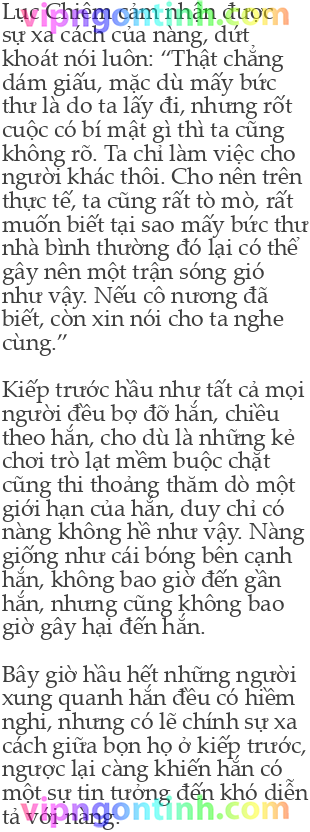 vipngontinh.com
Lục Chiêm cảm nhận được
sự xa cách của nàng, dứt
khoát nói luôn: “Thật chẳng
dám giấu, mặc dù mấy bức
thư là do ta lấy đi, nhưng rốt
cuộc có bí mật gì thì ta cũng
không rõ. Ta chỉ làm việc cho
người khác thôi. Cho nên trên
thực tế, ta cũng rất tò mò, rất
muốn biết tại sao mấy bức thư
nhà bình thường đó lại có thể
gây nên một trận sóng gió
như vậy. Nếu cô nương đã
biết, còn xin nói cho ta nghe
cùng.”
Kiếp trước hầu như tất cả mọi
người đều bợ đỡ hắn, chiều
theo hắn, cho dù là những kẻ
chơi trò lạt mềm buộc chặt
cũng thi thoảng thăm dò một
giới hạn của hắn, duy chỉ có
nàng không hề như vậy. Nàng
giống như cái bóng bên cạnh
hắn, không bao giờ đến gần
hắn, nhưng cũng không bao
giờ gây hại đến hắn.
Bây giờ hầu hết những người
xung quanh hắn đều có hiềm
nghi, nhưng có lẽ chính sự xa
cách giữa bọn họ ở kiếp trước,
ngược lại càng khiến hắn có
một sự tin tưởng đến khó diễn
tả với nàng.
vipngontinh.com